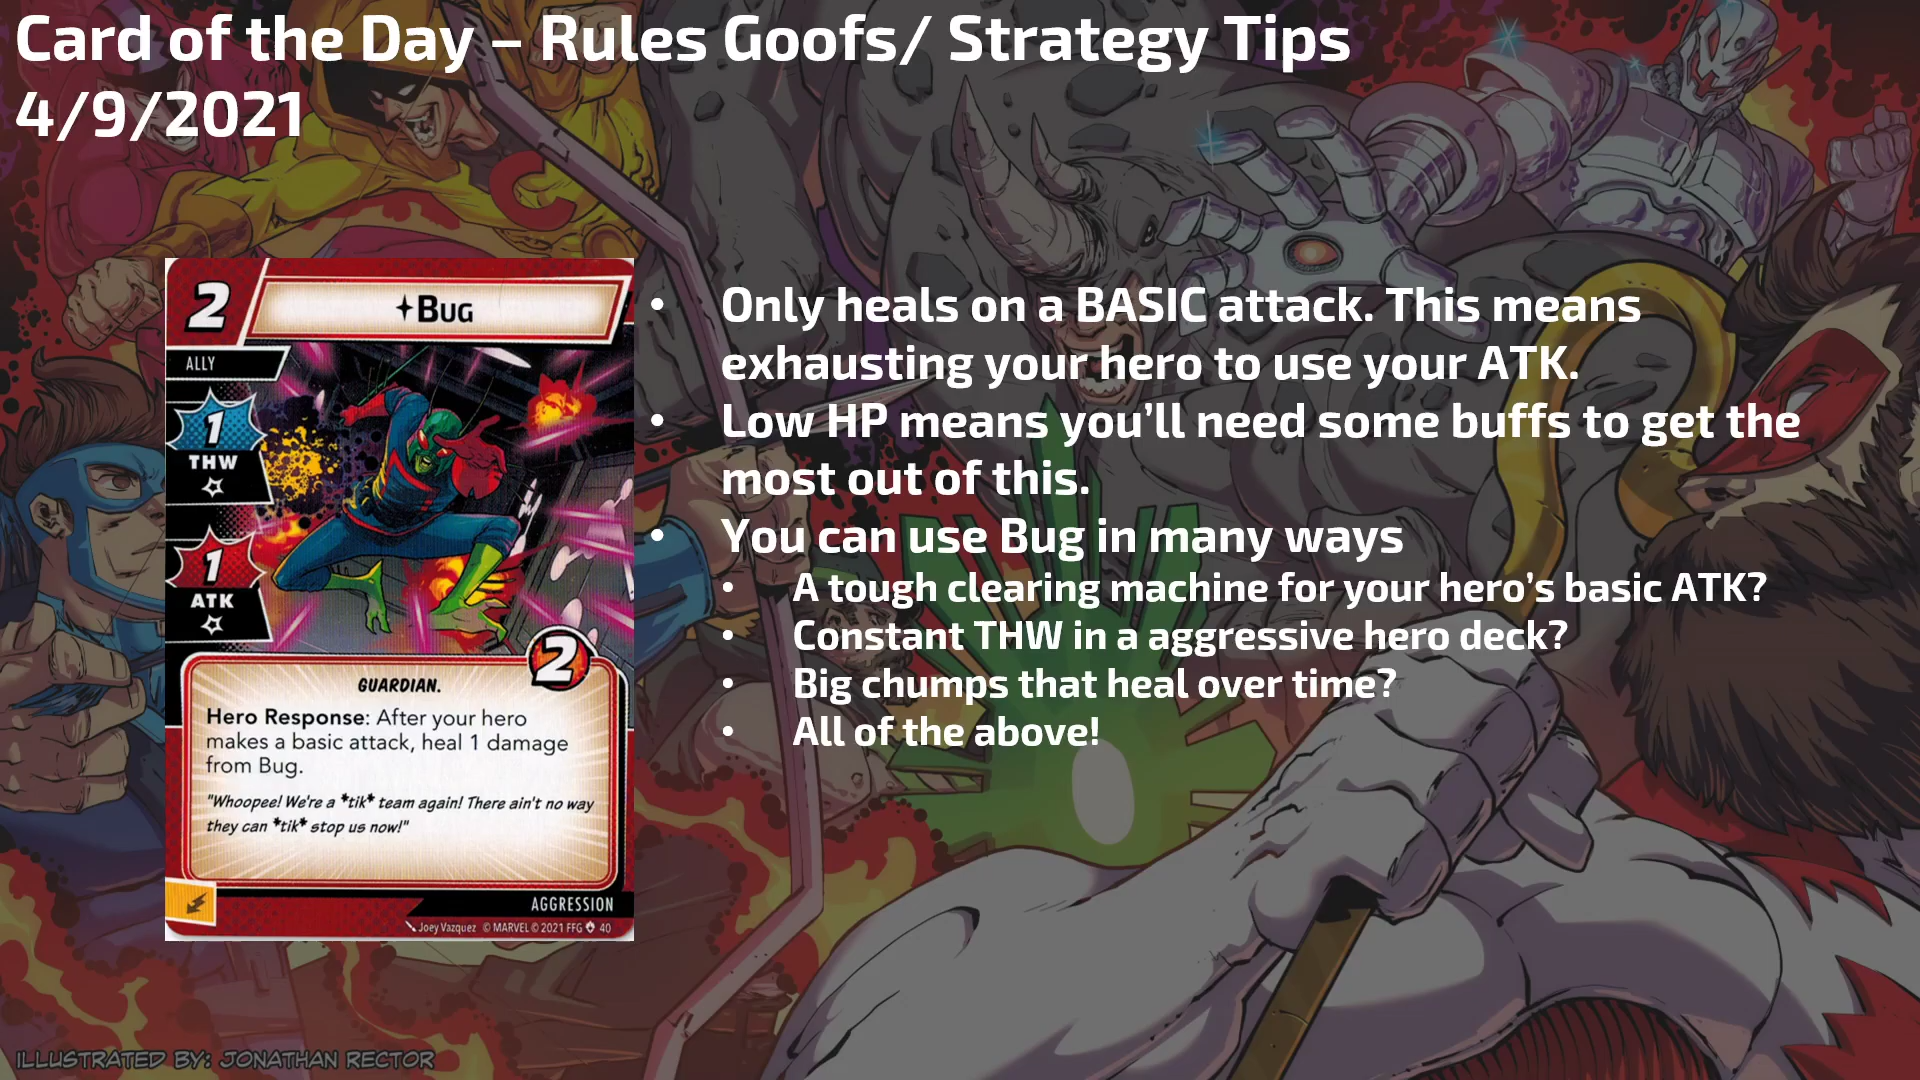 Card of the Day – Rules Goofs/ Strategy Tips
4/9/2021
2
Bug
ALLY
1
THW
1
ATK
2
GUARDIAN.
Hero Response: After your hero
makes a basic attack, heal 1 damage
from Bug.
"Whoopee! We're a *tik* team again! There ain't no way
they can *tik* stop us now!"
AGGRESSION
Joey Vazquez © MARVEL © 2021 FFG 40
• Only heals on a BASIC attack. This means
exhausting your hero to use your ATK.
• Low HP means you’ll need some buffs to get the
most out of this.
• You can use Bug in many ways
• A tough clearing machine for your hero’s basic ATK?
• Constant THW in a aggressive hero deck?
• Big chumps that heal over time?
• All of the above!
ILLUSTRATED BY: JONATHAN RECTOR